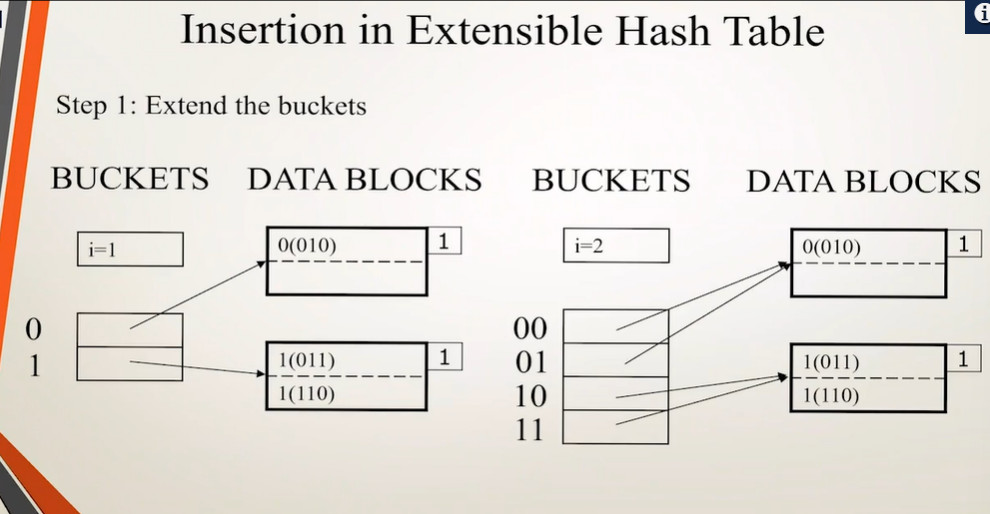 Insertion in Extensible Hash Table
i
Step 1: Extend the buckets
BUCKETS DATA BLOCKS BUCKETS DATA BLOCKS
i=1
0(010)
1
0
1
1(011)
1
1(110)
i=2
0(010)
1
00
01
10
11
1(011)
1
1(110)